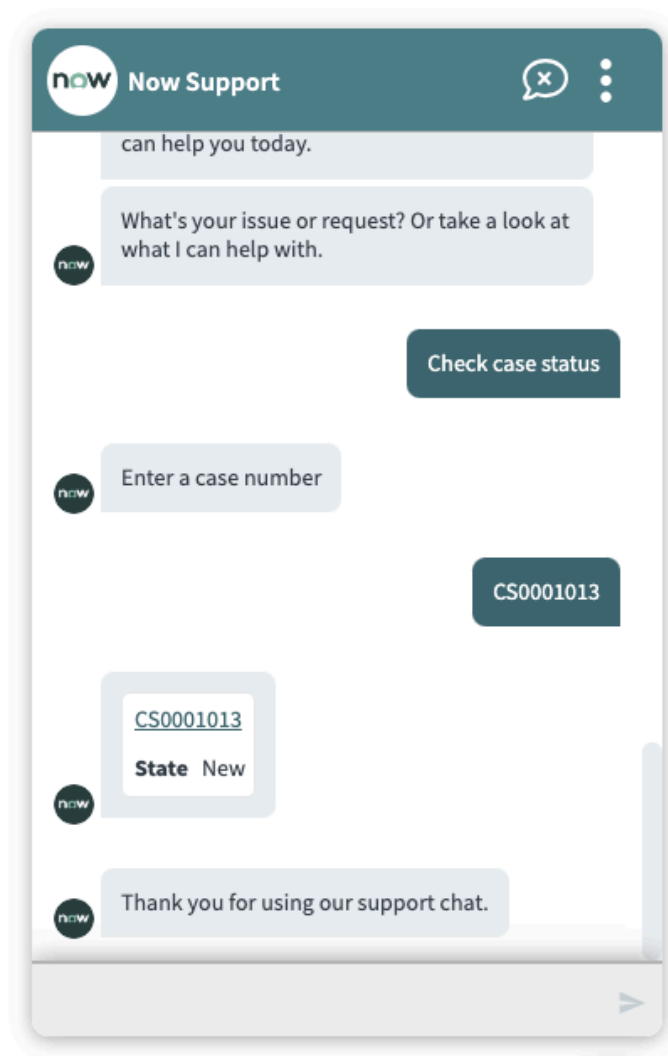 now Now Support
can help you today.
What's your issue or request? Or take a look at
what I can help with.
now
Check case status
Enter a case number
now
CS0001013
CS0001013
State New
now
Thank you for using our support chat.
now